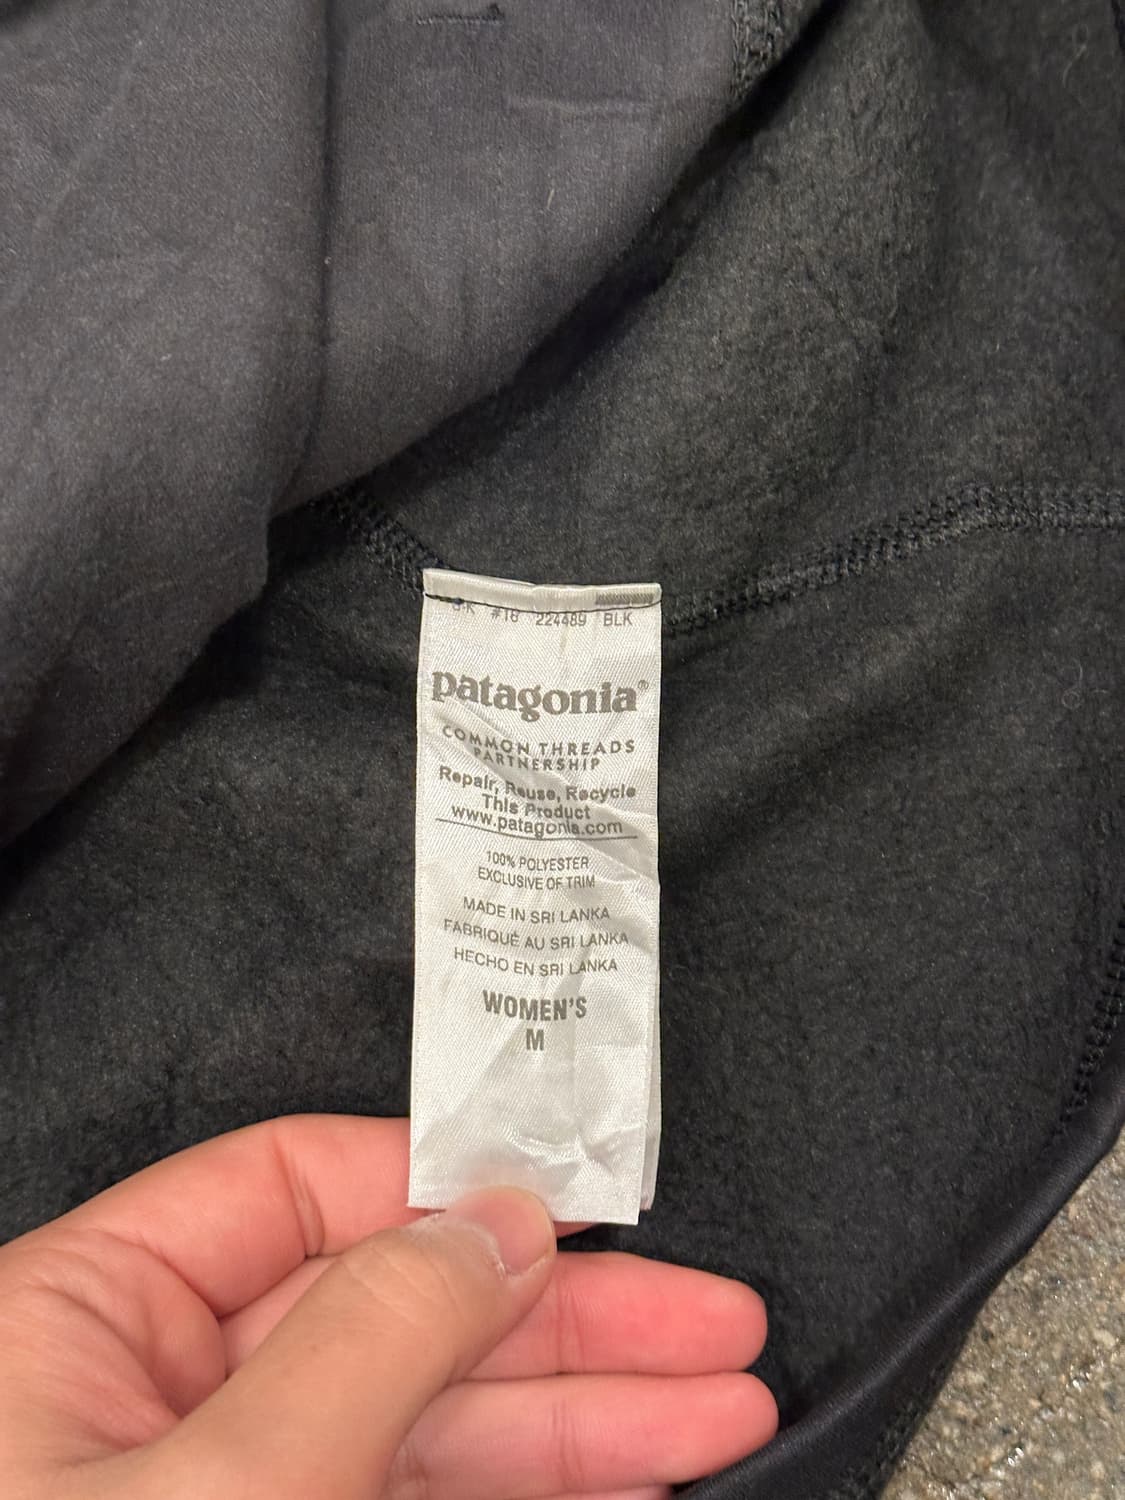 #16 224489 BLK
patagonia®
COMMON THREADS
PARTNERSHIP
Repair, Reuse, Recycle
This Product
www.patagonia.com
100% POLYESTER
EXCLUSIVE OF TRIM
MADE IN SRI LANKA
FABRIQUÉ AU SRI LANKA
HECHO EN SRI LANKA
WOMEN'S
M